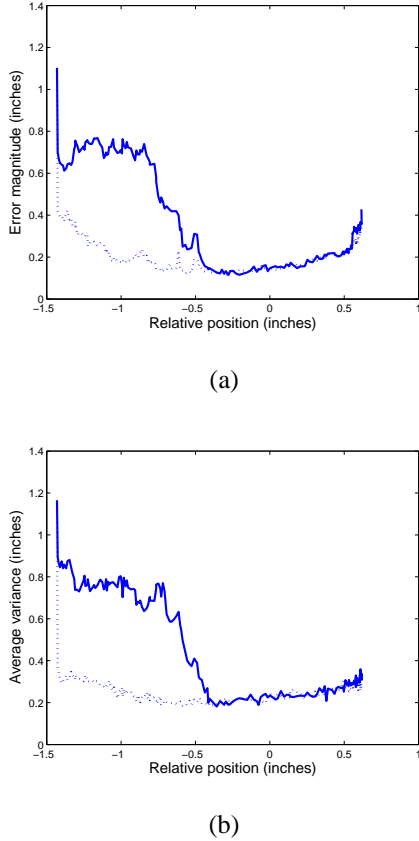 1.4
1.2
1
0.8
0.6
0.4
0.2
0
Error magnitude (inches)
−1.5 −1 −0.5 0 0.5 1
Relative position (inches)
(a)
1.4
1.2
1
0.8
0.6
0.4
0.2
0
Average variance (inches)
−1.5 −1 −0.5 0 0.5 1
Relative position (inches)
(b)